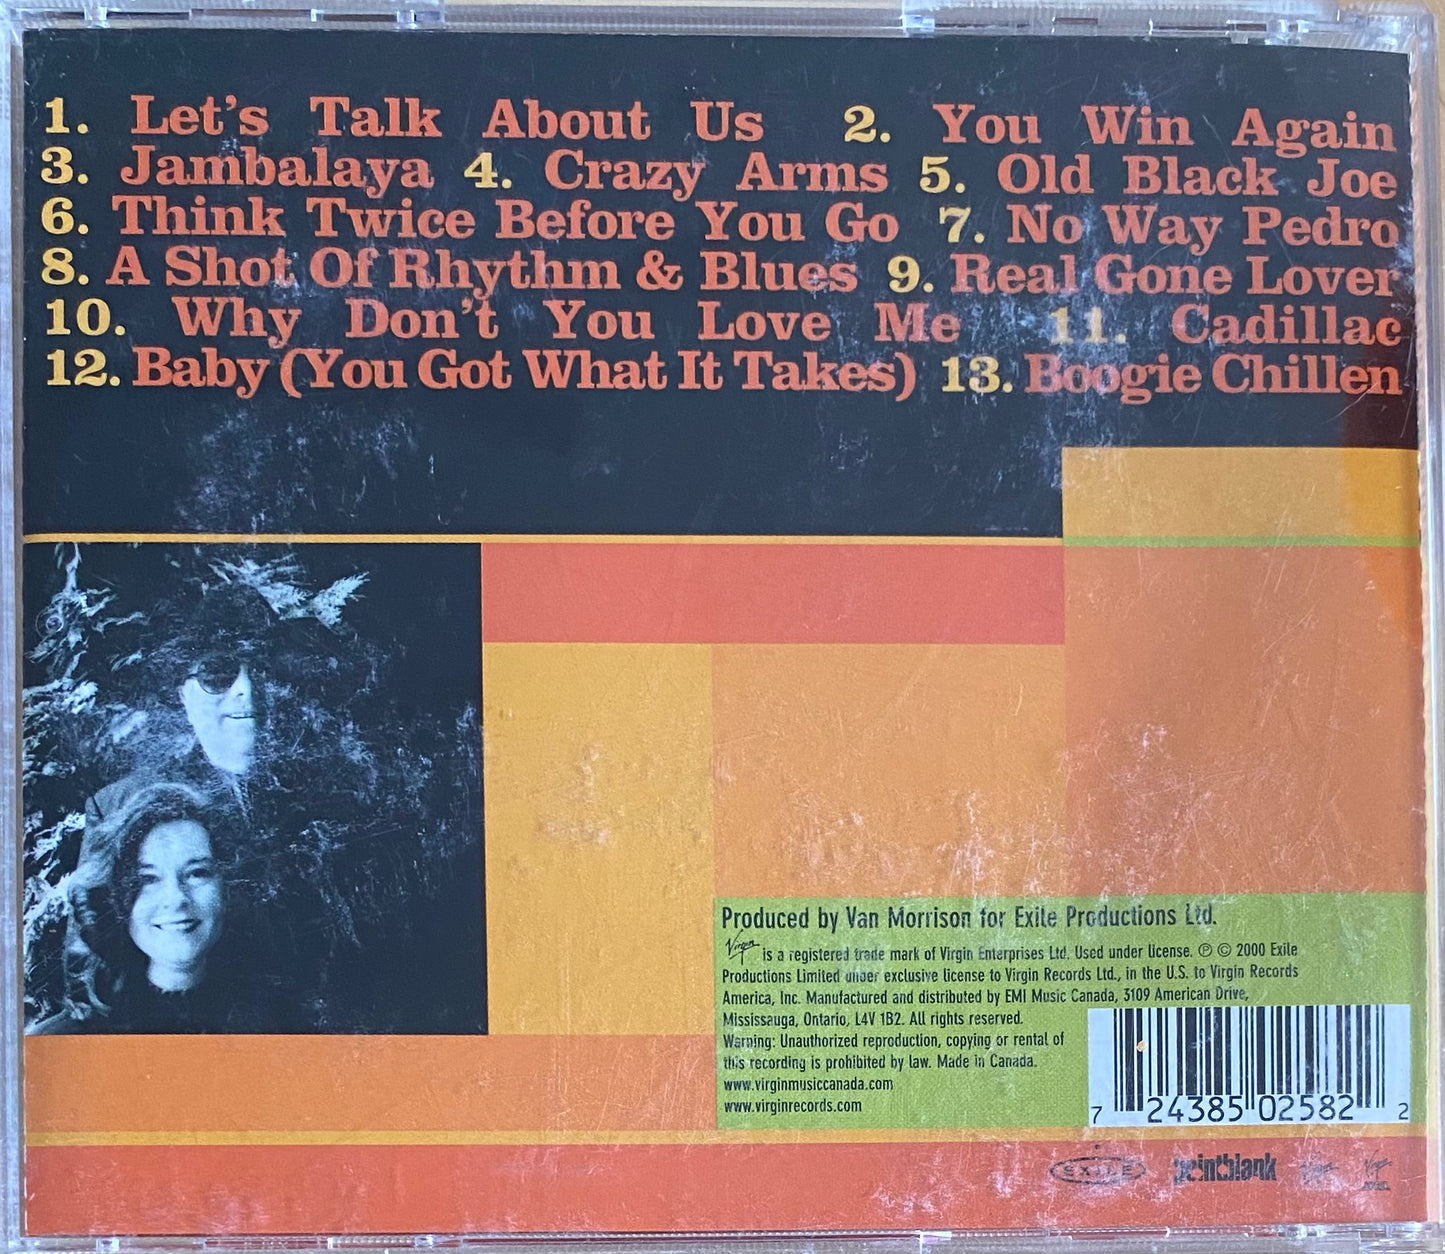 1. Let's Talk About Us 2. You Win Again
3. Jambalaya 4. Crazy Arms 5. Old Black Joe
6. Think Twice Before You Go 7. No Way Pedro
8. A Shot Of Rhythm & Blues 9. Real Gone Lover
10. Why Don't You Love Me 11. Cadillac
12. Baby (You Got What It Takes) 13. Boogie Chillen
Produced by Van Morrison for Exile Productions Ltd.
Virgin is a registered trade mark of Virgin Enterprises Ltd. Used under license. ℗ © 2000 Exile
Productions Limited under exclusive license to Virgin Records Ltd., in the U.S. to Virgin Records
America, Inc. Manufactured and distributed by EMI Music Canada, 3109 American Drive,
Mississauga, Ontario, L4V 1B2. All rights reserved.
Warning: Unauthorized reproduction, copying or rental of
this recording is prohibited by law. Made in Canada.
www.virginmusiccanada.com
www.virginrecords.com
7 24385 02582 2
EXILE pointblank Virgin Virgin